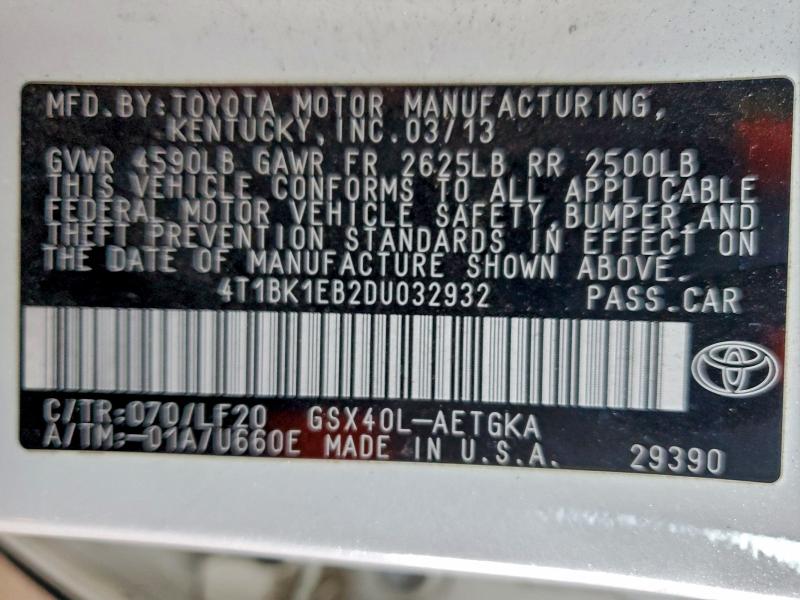 MFD.BY:TOYOTA MOTOR MANUFACTURING,
KENTUCKY, INC. 03/13
GVWR 4590LB GAWR FR 2625LB RR 2500LB
THIS VEHICLE CONFORMS TO ALL APPLICABLE
FEDERAL MOTOR VEHICLE SAFETY,BUMPER,AND
THEFT PREVENTION STANDARDS IN EFFECT ON
THE DATE OF MANUFACTURE SHOWN ABOVE.
4T1BK1EB2DU032932 PASS.CAR
C/TR:070/LF20 GSX40L-AETGKA
A/TM:-01A/U660E MADE IN U.S.A. 29390